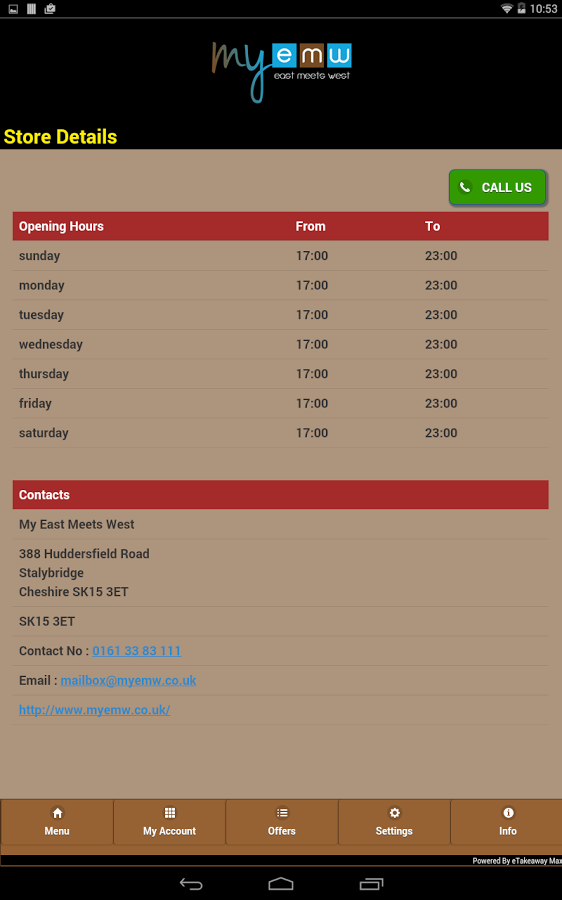 10:53
my emw
east meets west
Store Details
CALL US
Opening Hours From To
sunday 17:00 23:00
monday 17:00 23:00
tuesday 17:00 23:00
wednesday 17:00 23:00
thursday 17:00 23:00
friday 17:00 23:00
saturday 17:00 23:00
Contacts
My East Meets West
388 Huddersfield Road
Stalybridge
Cheshire SK15 3ET
SK15 3ET
Contact No : 0161 33 83 111
Email : mailbox@myemw.co.uk
http://www.myemw.co.uk/
Menu My Account Offers Settings Info
Powered By eTakeaway Max